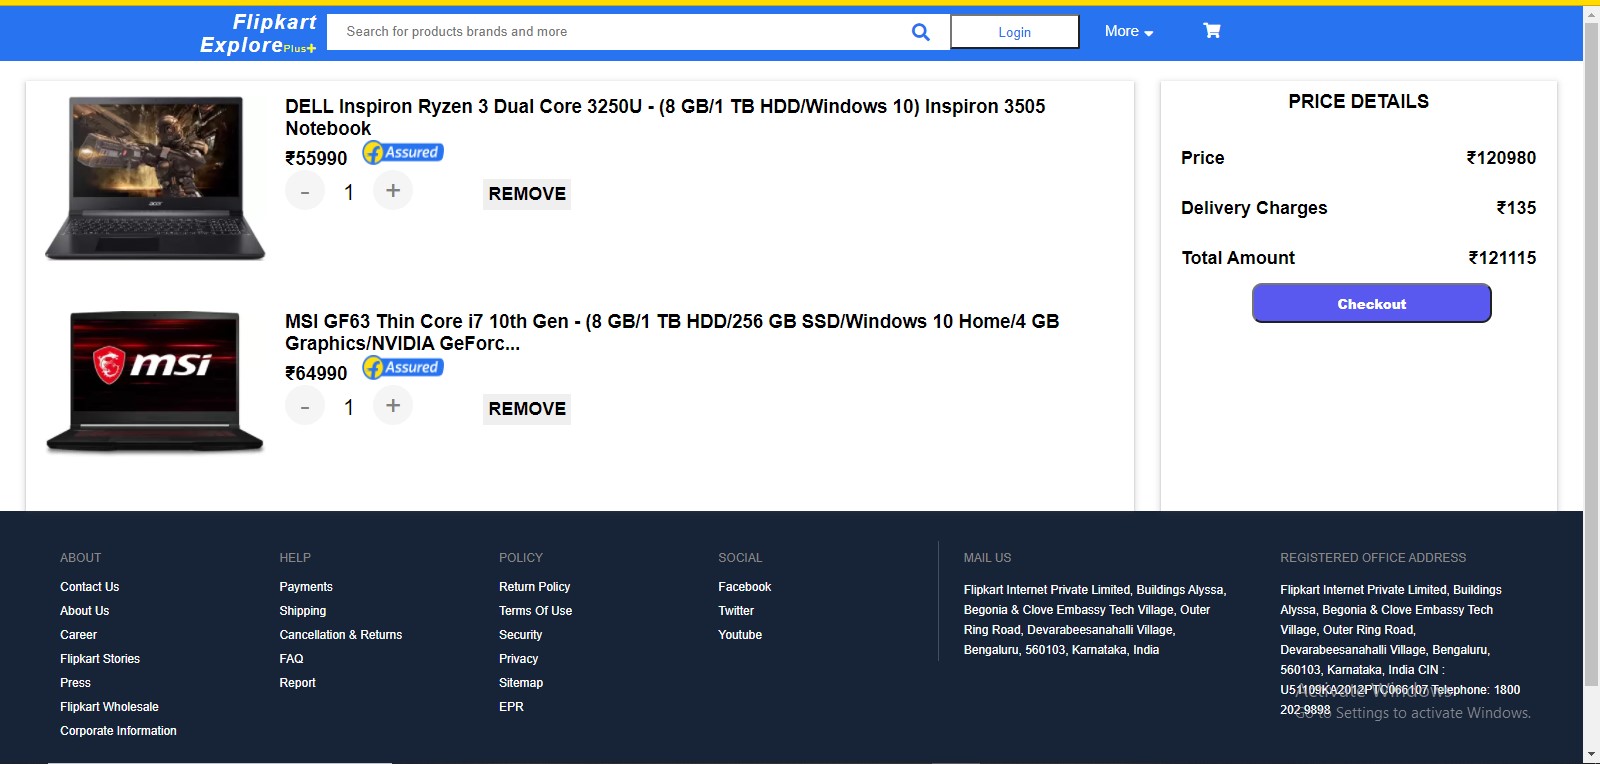 Flipkart
ExplorePlus+
Search for products brands and more
Login
More
DELL Inspiron Ryzen 3 Dual Core 3250U - (8 GB/1 TB HDD/Windows 10) Inspiron 3505
Notebook
₹55990 Assured
- 1 + REMOVE
acer
MSI GF63 Thin Core i7 10th Gen - (8 GB/1 TB HDD/256 GB SSD/Windows 10 Home/4 GB
Graphics/NVIDIA GeForc...
₹64990 Assured
- 1 + REMOVE
msi
PRICE DETAILS
Price ₹120980
Delivery Charges ₹135
Total Amount ₹121115
Checkout
ABOUT
Contact Us
About Us
Career
Flipkart Stories
Press
Flipkart Wholesale
Corporate Information
HELP
Payments
Shipping
Cancellation & Returns
FAQ
Report
POLICY
Return Policy
Terms Of Use
Security
Privacy
Sitemap
EPR
SOCIAL
Facebook
Twitter
Youtube
MAIL US
Flipkart Internet Private Limited, Buildings Alyssa,
Begonia & Clove Embassy Tech Village, Outer
Ring Road, Devarabeesanahalli Village,
Bengaluru, 560103, Karnataka, India
REGISTERED OFFICE ADDRESS
Flipkart Internet Private Limited, Buildings
Alyssa, Begonia & Clove Embassy Tech
Village, Outer Ring Road,
Devarabeesanahalli Village, Bengaluru,
560103, Karnataka, India CIN :
U51109KA2012PTC066107 Telephone: 1800
202 9898
Activate Windows
Go to Settings to activate Windows.